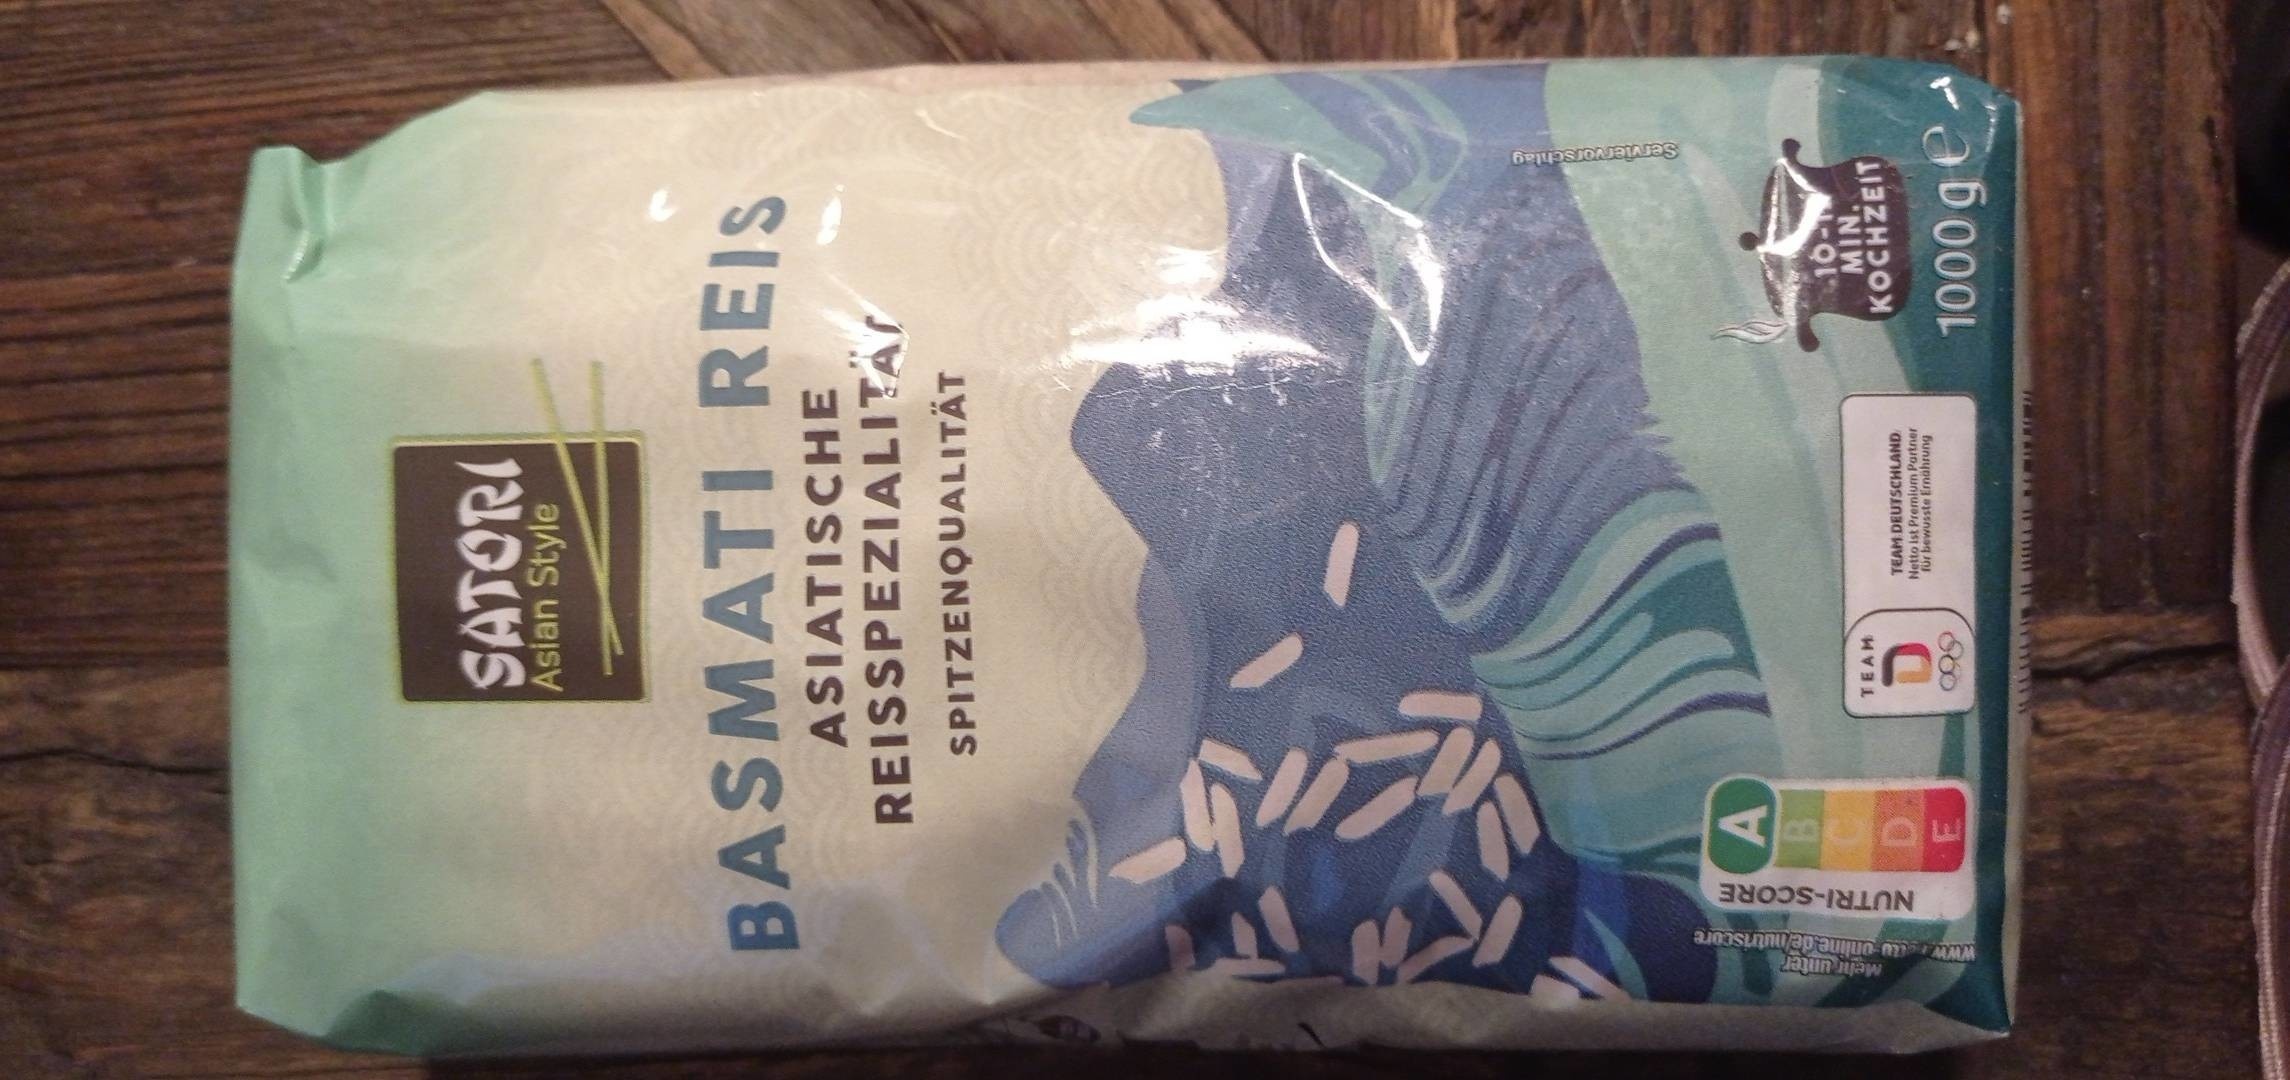 SATORI
Asian Style
BASMATI REIS
ASIATISCHE
REISSPEZIALITÄT
SPITZENQUALITÄT
Serviervorschlag
MIN.
KOCHZEIT
1000 g e
TEAM DEUTSCHLAND
Netto ist Premium Partner
für bewusste Ernährung
TEAM
D
NUTRI-SCORE
A B C D E
Mehr unter